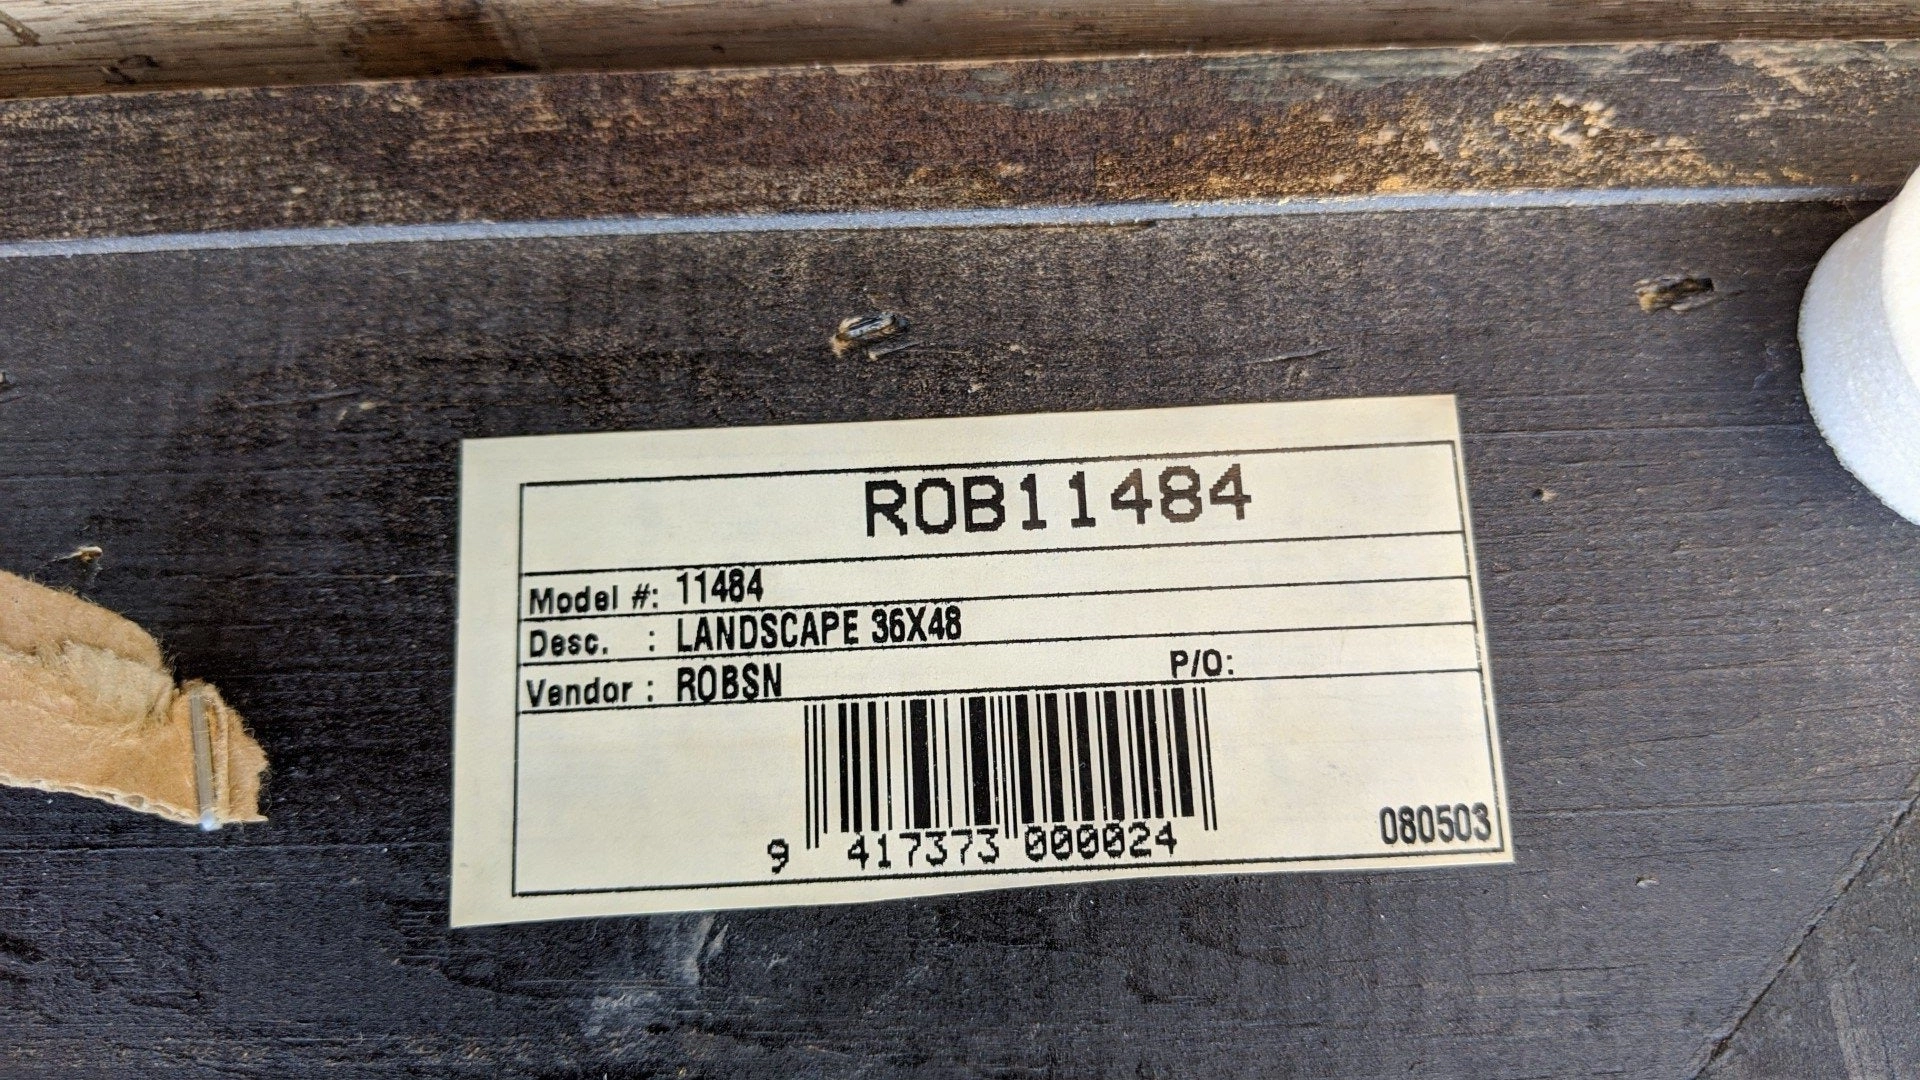 ROB11484
Model #: 11484
Desc. : LANDSCAPE 36X48
Vendor : ROBSN P/O:
9 417373 000024
080503